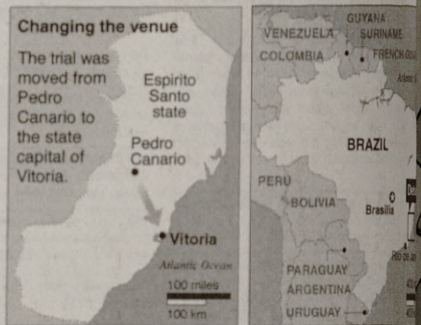 Changing the venue
The trial was
moved from
Pedro
Canario to
the state
capital of
Vitoria.
Espirito
Santo
state
Pedro
Canario
Vitoria
Atlantic Ocean
100 miles
100 km
GUYANA
VENEZUELA
SURINAME
COLOMBIA
FRENCH
BRAZIL
PERU
BOLIVIA
Brasilia
PARAGUAY
ARGENTINA
URUGUAY